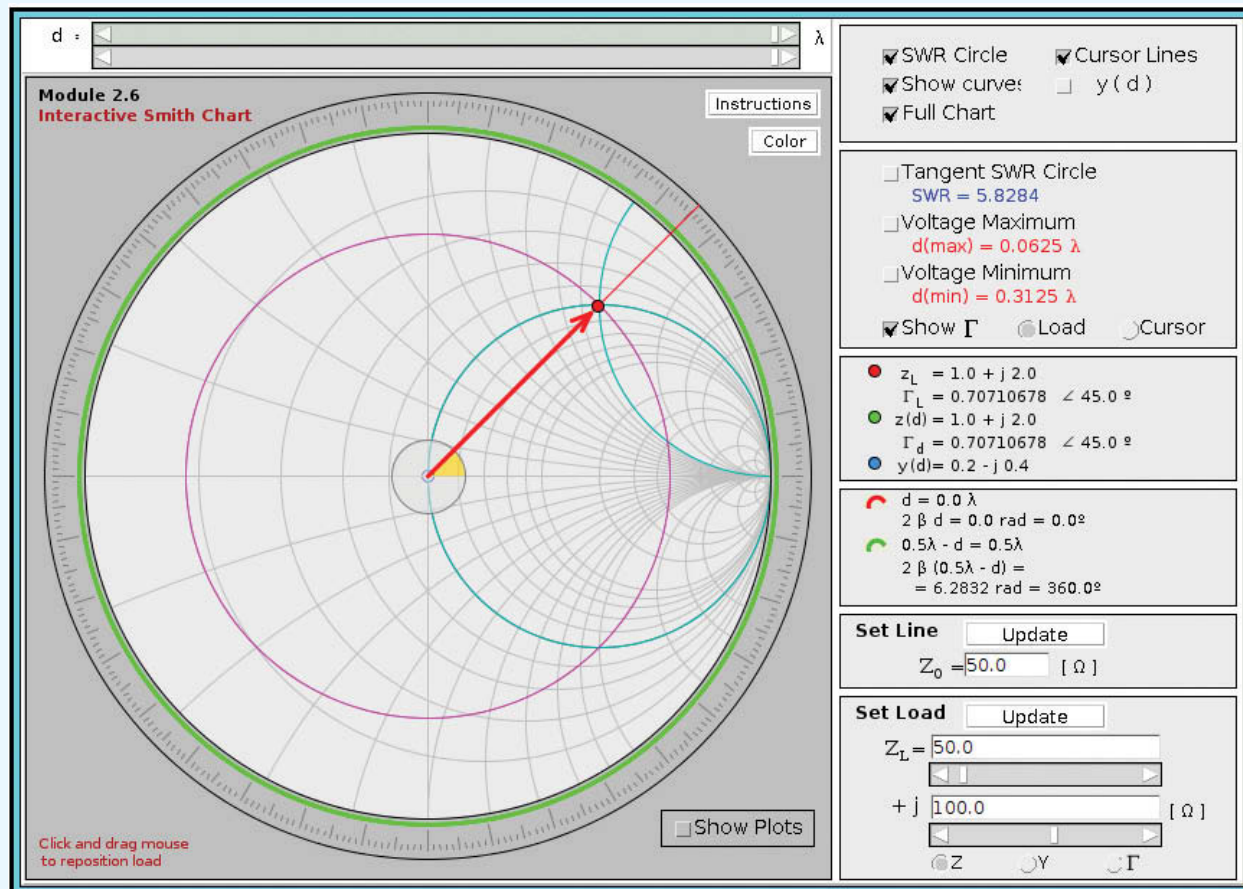 d = λ
Module 2.6
Interactive Smith Chart
Instructions
Color
Click and drag mouse
to reposition load
Show Plots
SWR Circle Cursor Lines
Show curves y ( d )
Full Chart
Tangent SWR Circle
SWR = 5.8284
Voltage Maximum
d(max) = 0.0625 λ
Voltage Minimum
d(min) = 0.3125 λ
Show Γ Load Cursor
z_L = 1.0 + j 2.0
Γ_L = 0.70710678 ∠ 45.0 º
z(d) = 1.0 + j 2.0
Γ_d = 0.70710678 ∠ 45.0 º
y(d)= 0.2 - j 0.4
d = 0.0 λ
2 β d = 0.0 rad = 0.0º
0.5λ - d = 0.5λ
2 β (0.5λ - d) =
= 6.2832 rad = 360.0º
Set Line Update
Z_0 = 50.0 [ Ω ]
Set Load Update
Z_L = 50.0
+ j 100.0 [ Ω ]
Z Y Γ